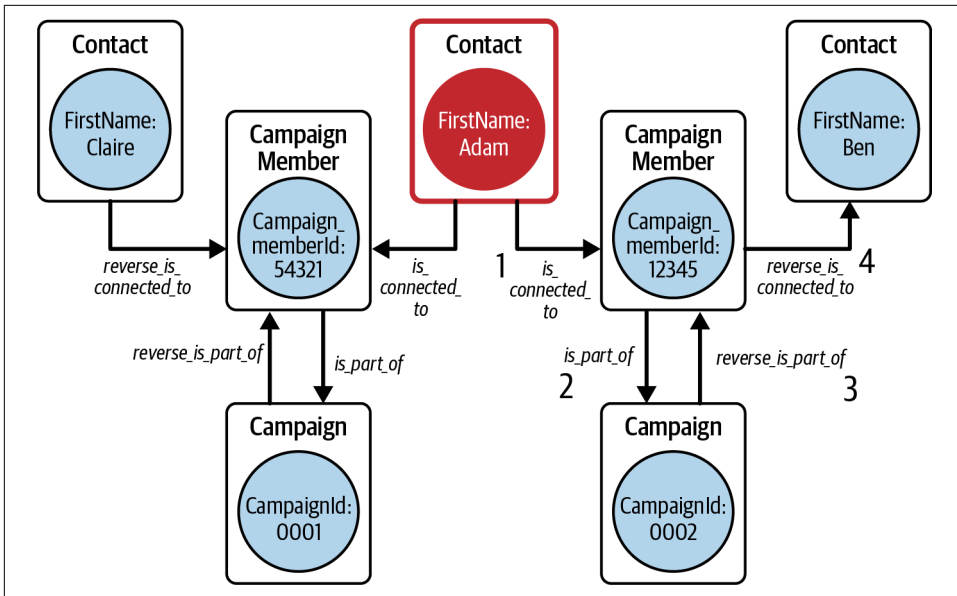 Contact
FirstName:
Claire
Contact
FirstName:
Adam
Contact
FirstName:
Ben
Campaign
Member
Campaign_
memberId:
54321
Campaign
Member
Campaign_
memberId:
12345
reverse_is_
connected_to
is_
connected_
to
1
is_
connected_
to
reverse_is_
connected_to
4
reverse_is_part_of
is_part_of
is_part_of
2
reverse_is_part_of
3
Campaign
CampaignId:
0001
Campaign
CampaignId:
0002